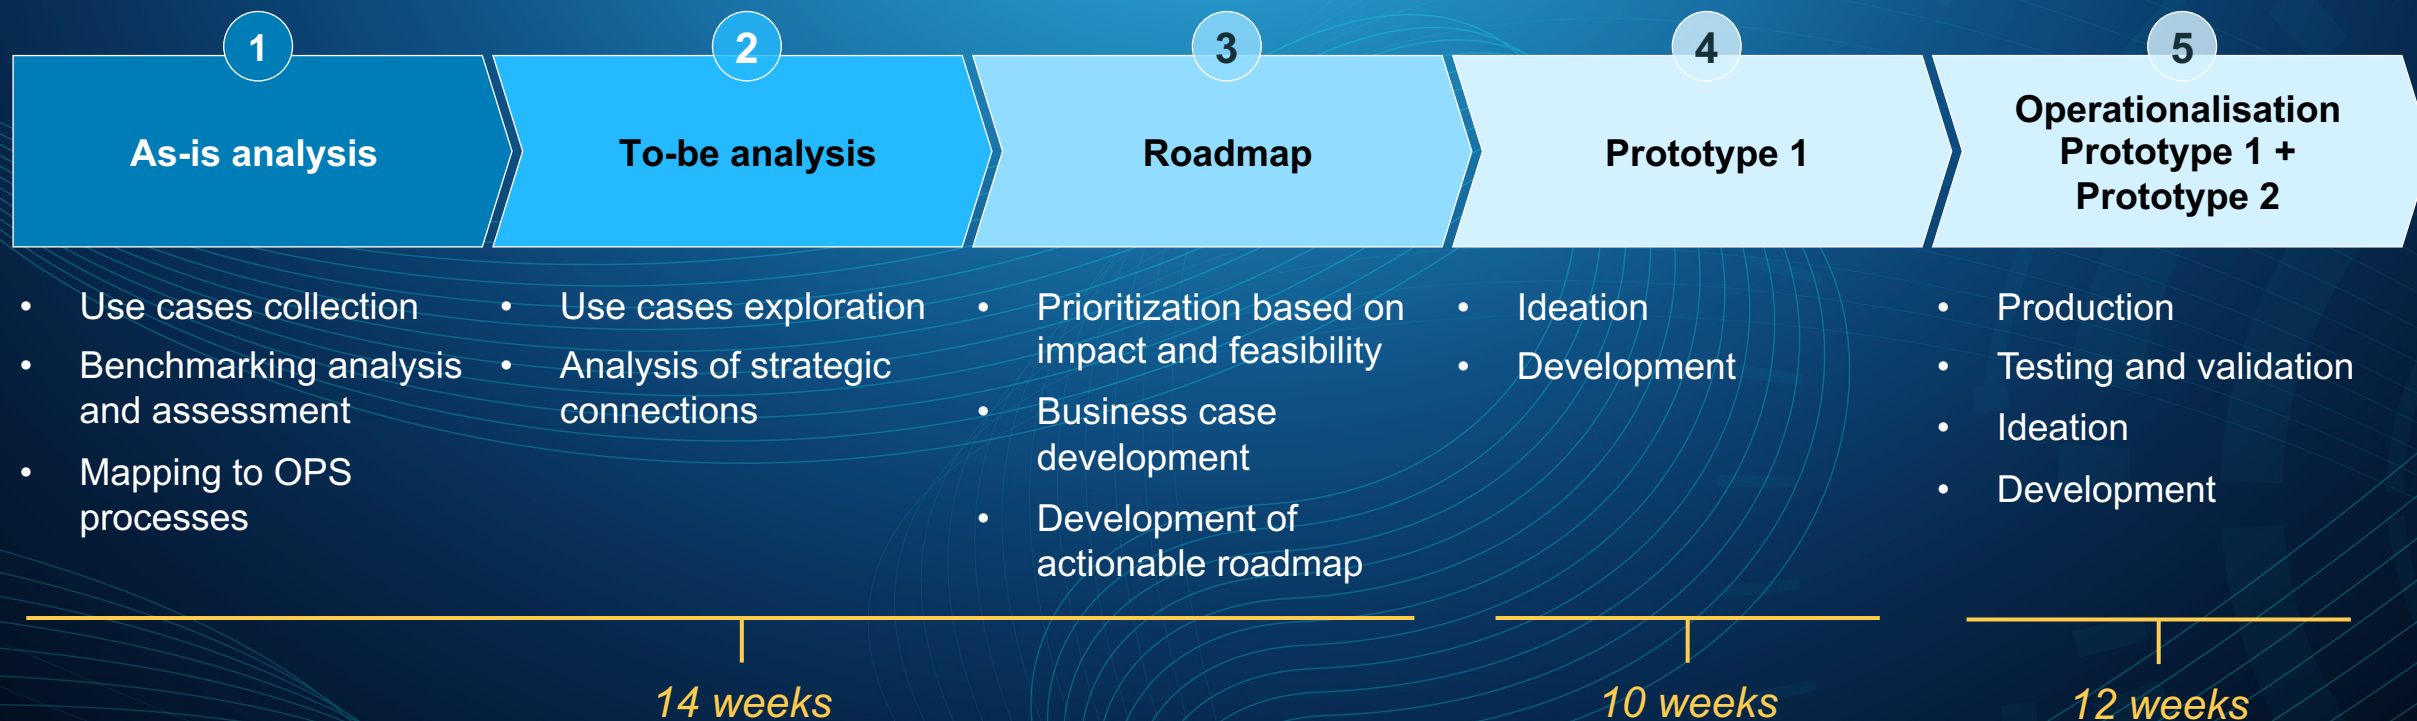 1
As-is analysis
• Use cases collection
• Benchmarking analysis
and assessment
• Mapping to OPS
processes
2
To-be analysis
• Use cases exploration
• Analysis of strategic
connections
3
Roadmap
• Prioritization based on
impact and feasibility
• Business case
development
• Development of
actionable roadmap
14 weeks
4
Prototype 1
• Ideation
• Development
10 weeks
5
Operationalisation
Prototype 1 +
Prototype 2
• Production
• Testing and validation
• Ideation
• Development
12 weeks